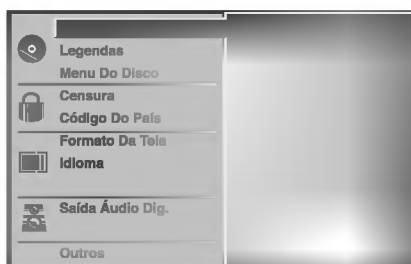 Legendas
Menu Do Disco
Censura
Código Do País
Formato Da Tela
Idioma
Saída Áudio Dig.
Outros